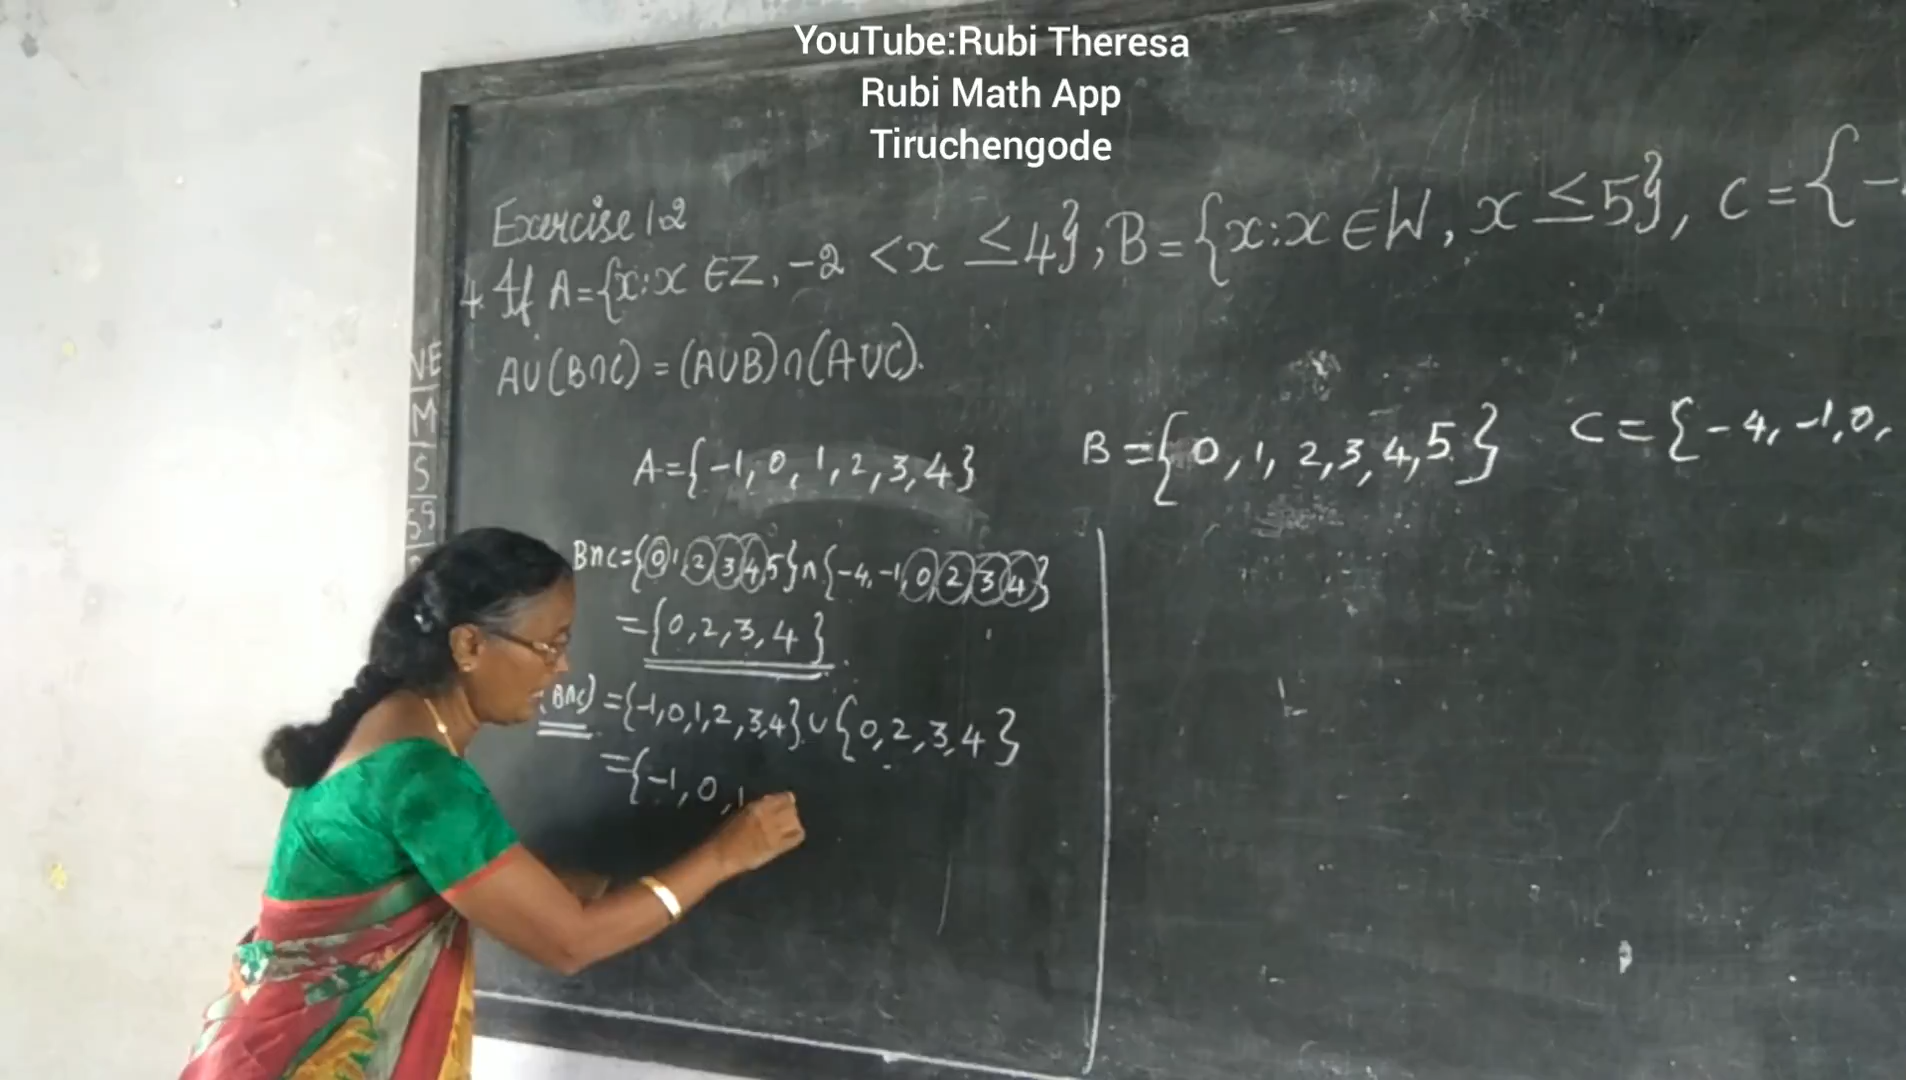 YouTube:Rubi Theresa
Rubi Math App
Tiruchengode
Exercise 1.2
4. If A={x:x ∈Z, -2 <x ≤4}, B={x:x∈W, x≤5}, C={-
A∪(B∩C) = (A∪B)∩(A∪C).
A={-1, 0, 1, 2, 3, 4}
B={0, 1, 2, 3, 4, 5} C={-4, -1, 0,
B∩C={0 1, 2 3 4, 5}∩{-4, -1, 0, 2, 3, 4}
={0, 2, 3, 4}
(B∩C) ={-1, 0, 1, 2, 3, 4}∪{0, 2, 3, 4}
={-1, 0, 1
VE
M
S